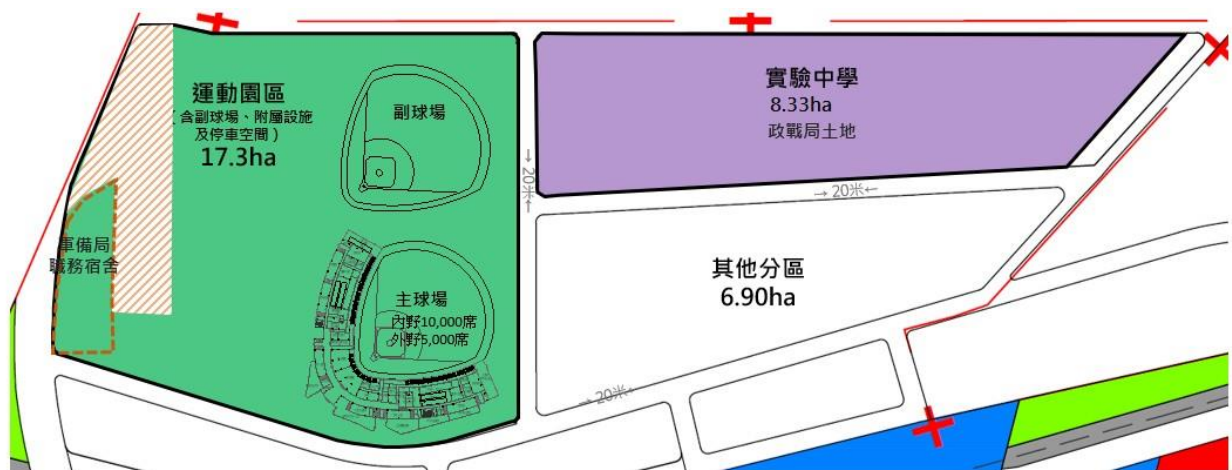 運動園區
(含副球場、附屬設施
及停車空間)
17.3ha
副球場
軍備局
職務宿舍
主球場
內野10,000席
外野5,000席
→20米←
實驗中學
8.33ha
政戰局土地
→20米←
其他分區
6.90ha
→20米←